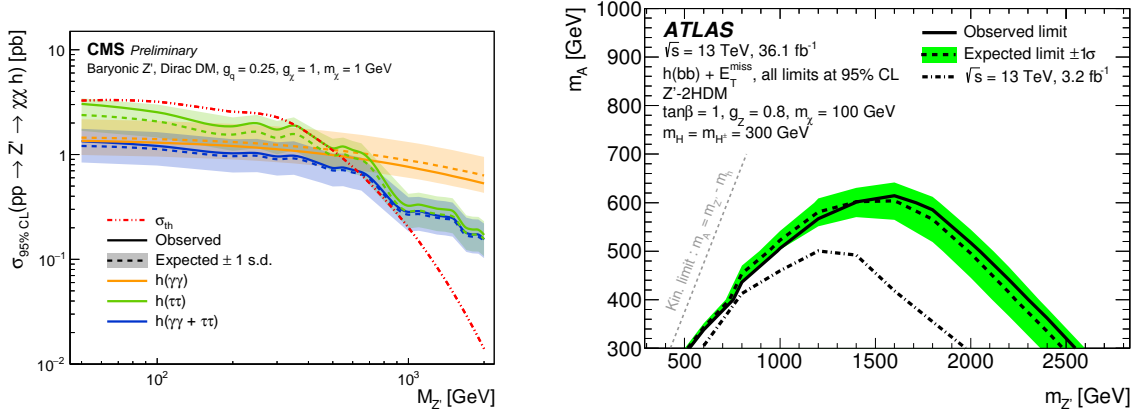 CMS Preliminary
Baryonic Z', Dirac DM, g_q = 0.25, g_χ = 1, m_χ = 1 GeV
σ_95% CL(pp → Z' → χχ h) [pb]
10
1
10⁻¹
10⁻²
σ_th
Observed
Expected ± 1 s.d.
h(γγ)
h(ττ)
h(γγ + ττ)
10²
10³
M_Z' [GeV]
ATLAS
√s = 13 TeV, 36.1 fb⁻¹
h(bb) + E_T^miss, all limits at 95% CL
Z'-2HDM
tanβ = 1, g_Z = 0.8, m_χ = 100 GeV
m_H = m_H± = 300 GeV
Observed limit
Expected limit ±1σ
√s = 13 TeV, 3.2 fb⁻¹
Kin. limit : m_A = m_Z' - m_h
m_A [GeV]
1000
900
800
700
600
500
400
300
500
1000
1500
2000
2500
m_Z' [GeV]